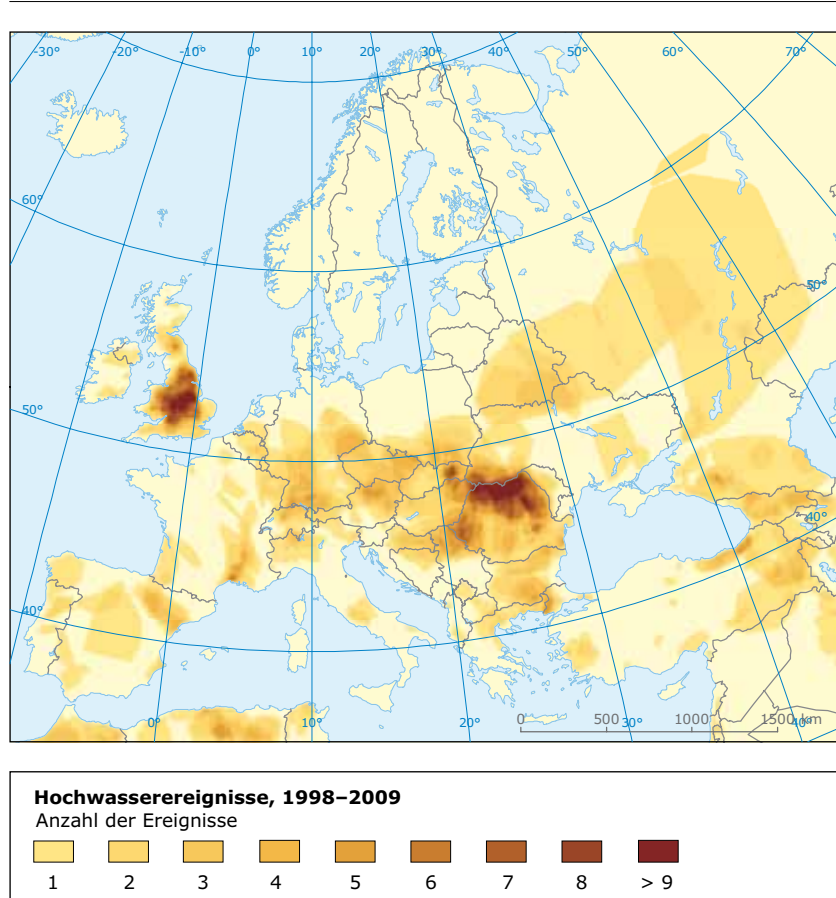 -30° -20° -10° 0° 10° 20° 30° 40° 50° 60° 70°
60°
50°
50°
40°
40°
0° 10° 20° 30° 40°
0 500 1000 1500 km
Hochwasserereignisse, 1998–2009
Anzahl der Ereignisse
1 2 3 4 5 6 7 8 > 9